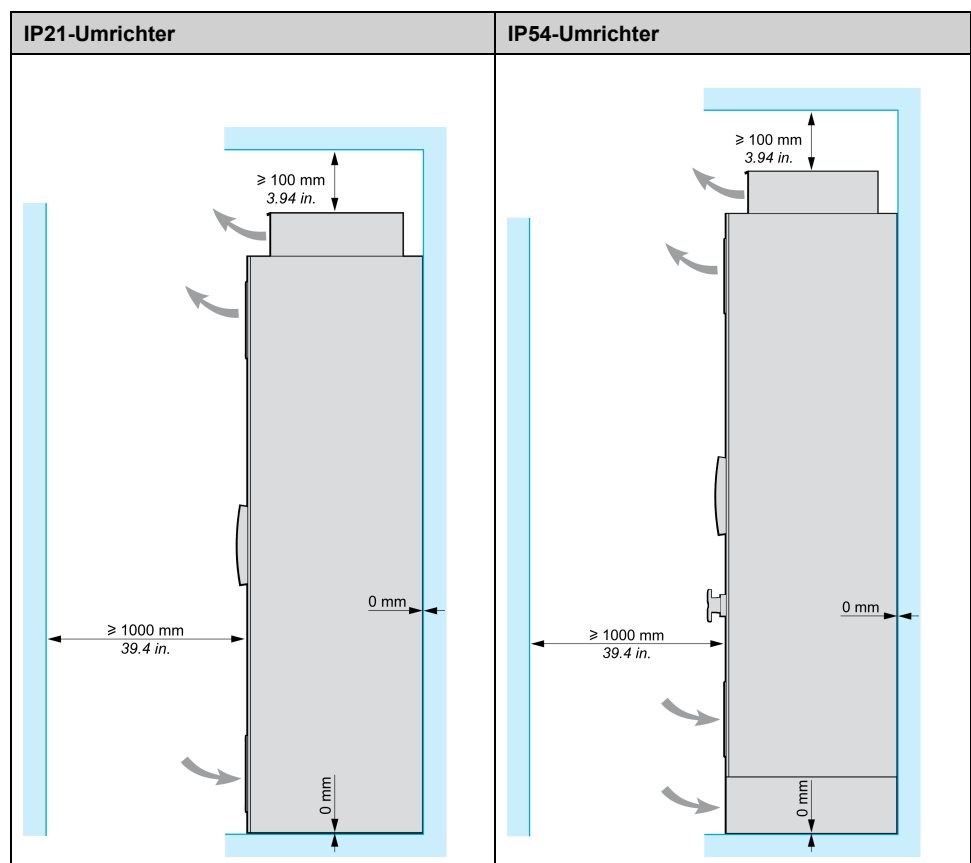 IP21-Umrichter
IP54-Umrichter
⩾ 100 mm
3.94 in.
0 mm
⩾ 1000 mm
39.4 in.
0 mm
⩾ 100 mm
3.94 in.
0 mm
⩾ 1000 mm
39.4 in.
0 mm